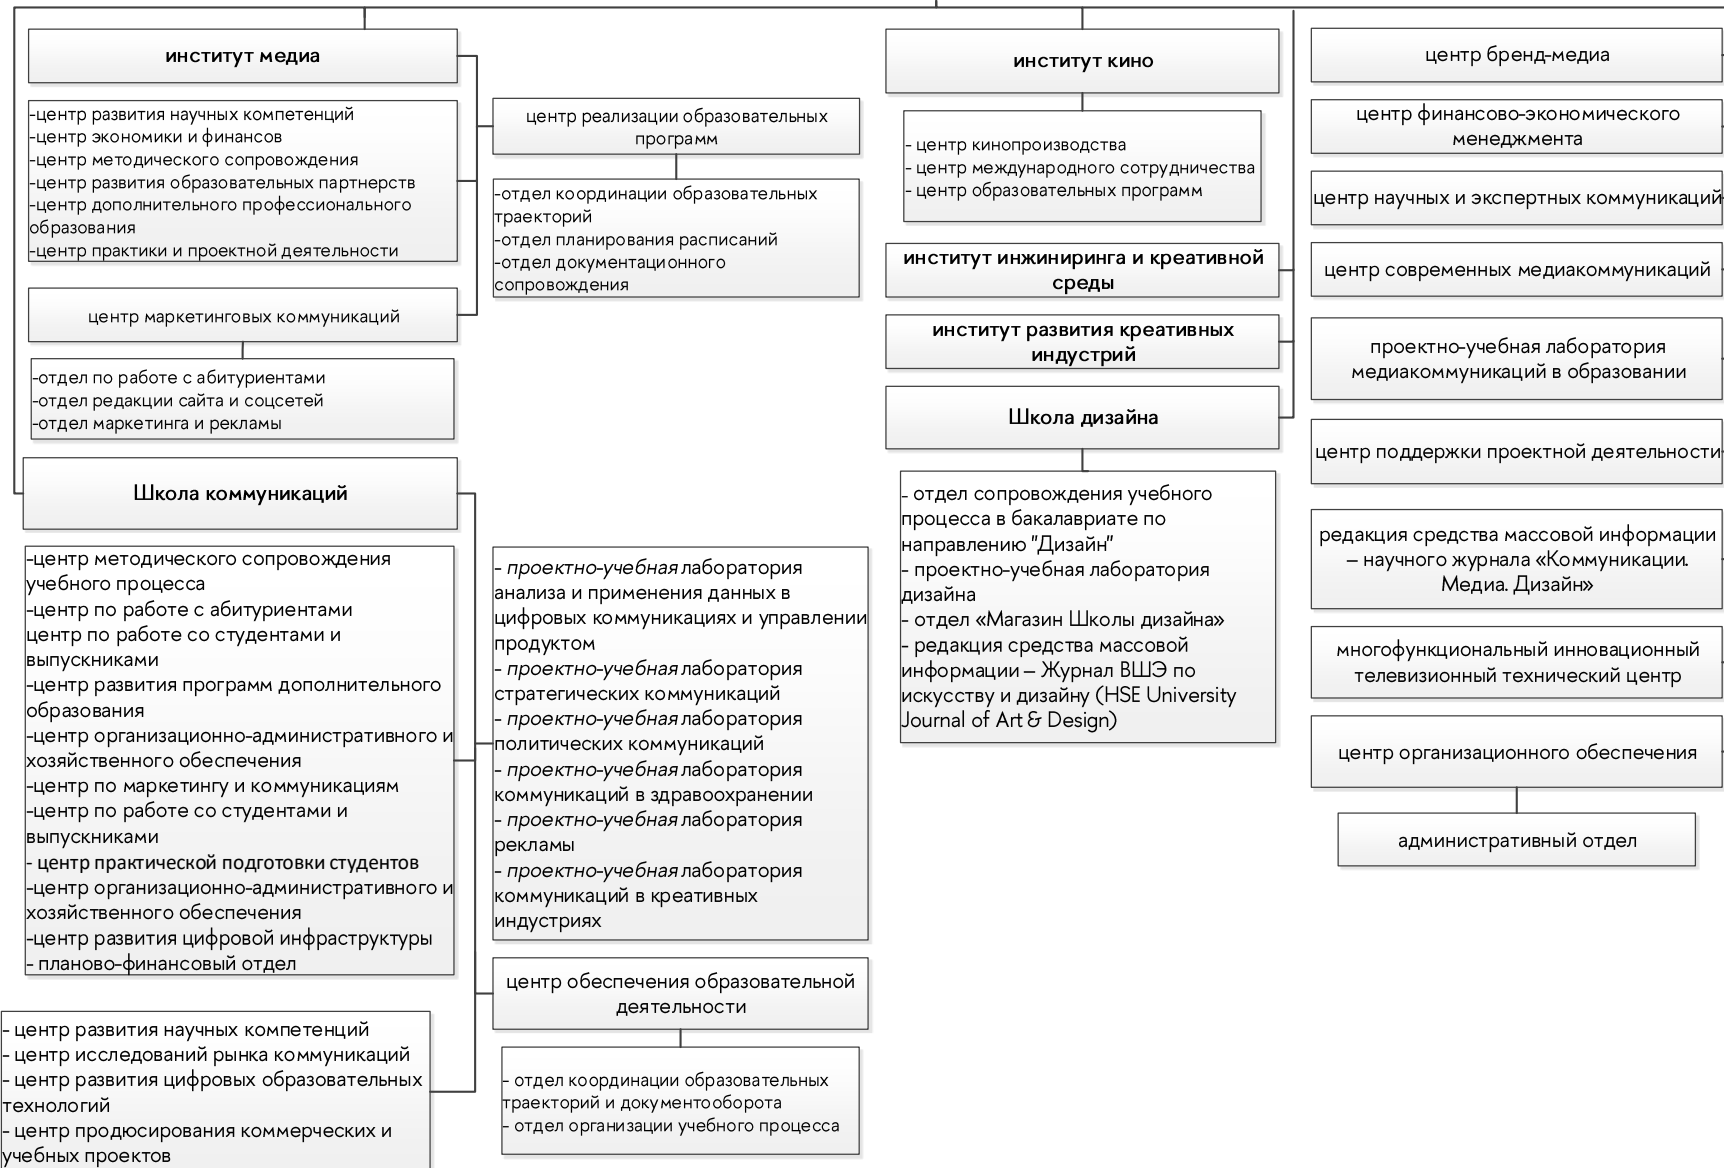 институт медиа
-центр развития научных компетенций
-центр экономики и финансов
-центр методического сопровождения
-центр развития образовательных партнерств
-центр дополнительного профессионального
образования
-центр практики и проектной деятельности
центр реализации образовательных
программ
-отдел координации образовательных
траекторий
-отдел планирования расписаний
-отдел документационного
сопровождения
центр маркетинговых коммуникаций
-отдел по работе с абитуриентами
-отдел редакции сайта и соцсетей
-отдел маркетинга и рекламы
Школа коммуникаций
-центр методического сопровождения
учебного процесса
-центр по работе с абитуриентами
центр по работе со студентами и
выпускниками
-центр развития программ дополнительного
образования
-центр организационно-административного и
хозяйственного обеспечения
-центр по маркетингу и коммуникациям
-центр по работе со студентами и
выпускниками
- центр практической подготовки студентов
-центр организационно-административного и
хозяйственного обеспечения
-центр развития цифровой инфраструктуры
- планово-финансовый отдел
- центр развития научных компетенций
- центр исследований рынка коммуникаций
- центр развития цифровых образовательных
технологий
- центр продюсирования коммерческих и
учебных проектов
- проектно-учебная лаборатория
анализа и применения данных в
цифровых коммуникациях и управлении
продуктом
- проектно-учебная лаборатория
стратегических коммуникаций
- проектно-учебная лаборатория
политических коммуникаций
- проектно-учебная лаборатория
коммуникаций в здравоохранении
- проектно-учебная лаборатория
рекламы
- проектно-учебная лаборатория
коммуникаций в креативных
индустриях
центр обеспечения образовательной
деятельности
- отдел координации образовательных
траекторий и документооборота
- отдел организации учебного процесса
институт кино
- центр кинопроизводства
- центр международного сотрудничества
- центр образовательных программ
институт инжиниринга и креативной
среды
институт развития креативных
индустрий
Школа дизайна
- отдел сопровождения учебного
процесса в бакалавриате по
направлению "Дизайн"
- проектно-учебная лаборатория
дизайна
- отдел «Магазин Школы дизайна»
- редакция средства массовой
информации – Журнал ВШЭ по
искусству и дизайну (HSE University
Journal of Art & Design)
центр бренд-медиа
центр финансово-экономического
менеджмента
центр научных и экспертных коммуникаций
центр современных медиакоммуникаций
проектно-учебная лаборатория
медиакоммуникаций в образовании
центр поддержки проектной деятельности
редакция средства массовой информации
– научного журнала «Коммуникации.
Медиа. Дизайн»
многофункциональный инновационный
телевизионный технический центр
центр организационного обеспечения
административный отдел